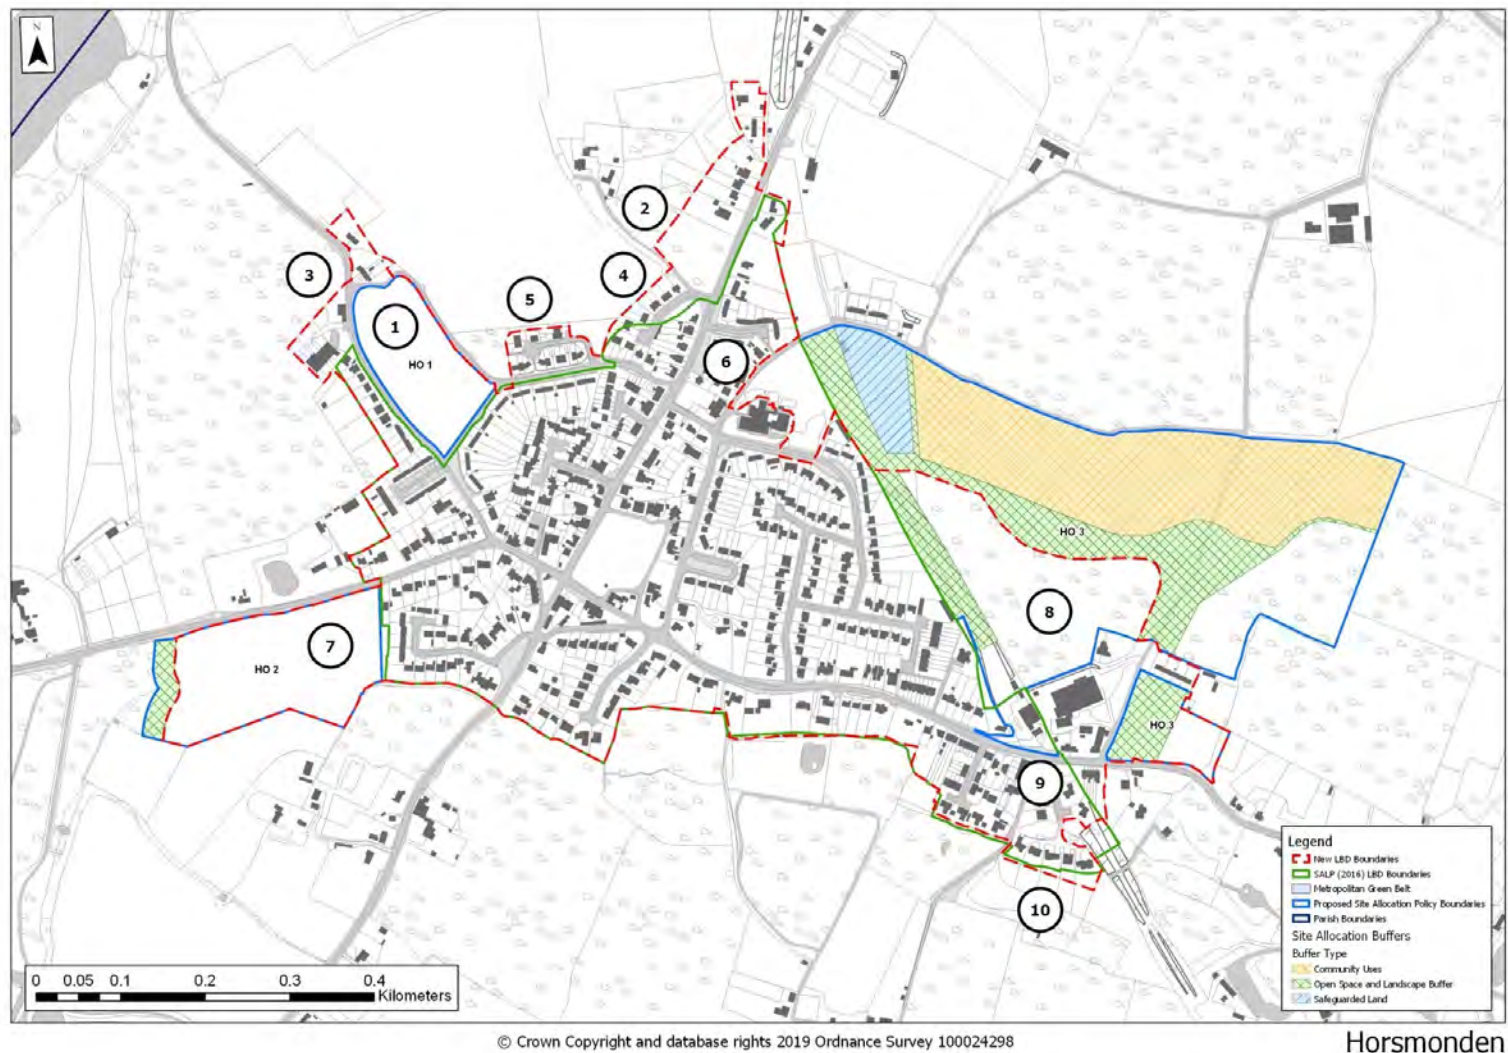 N
2
3
4
5
1
HO 1
6
HO 3
8
7
HO 2
HO 3
9
10
Legend
New LBD Boundaries
SALP (2016) LBD Boundaries
Metropolitan Green Belt
Proposed Site Allocation Policy Boundaries
Parish Boundaries
Site Allocation Buffers
Buffer Type
Community Uses
Open Space and Landscape Buffer
Safeguarded Land
0 0.05 0.1 0.2 0.3 0.4
Kilometers
© Crown Copyright and database rights 2019 Ordnance Survey 100024298
Horsmonden